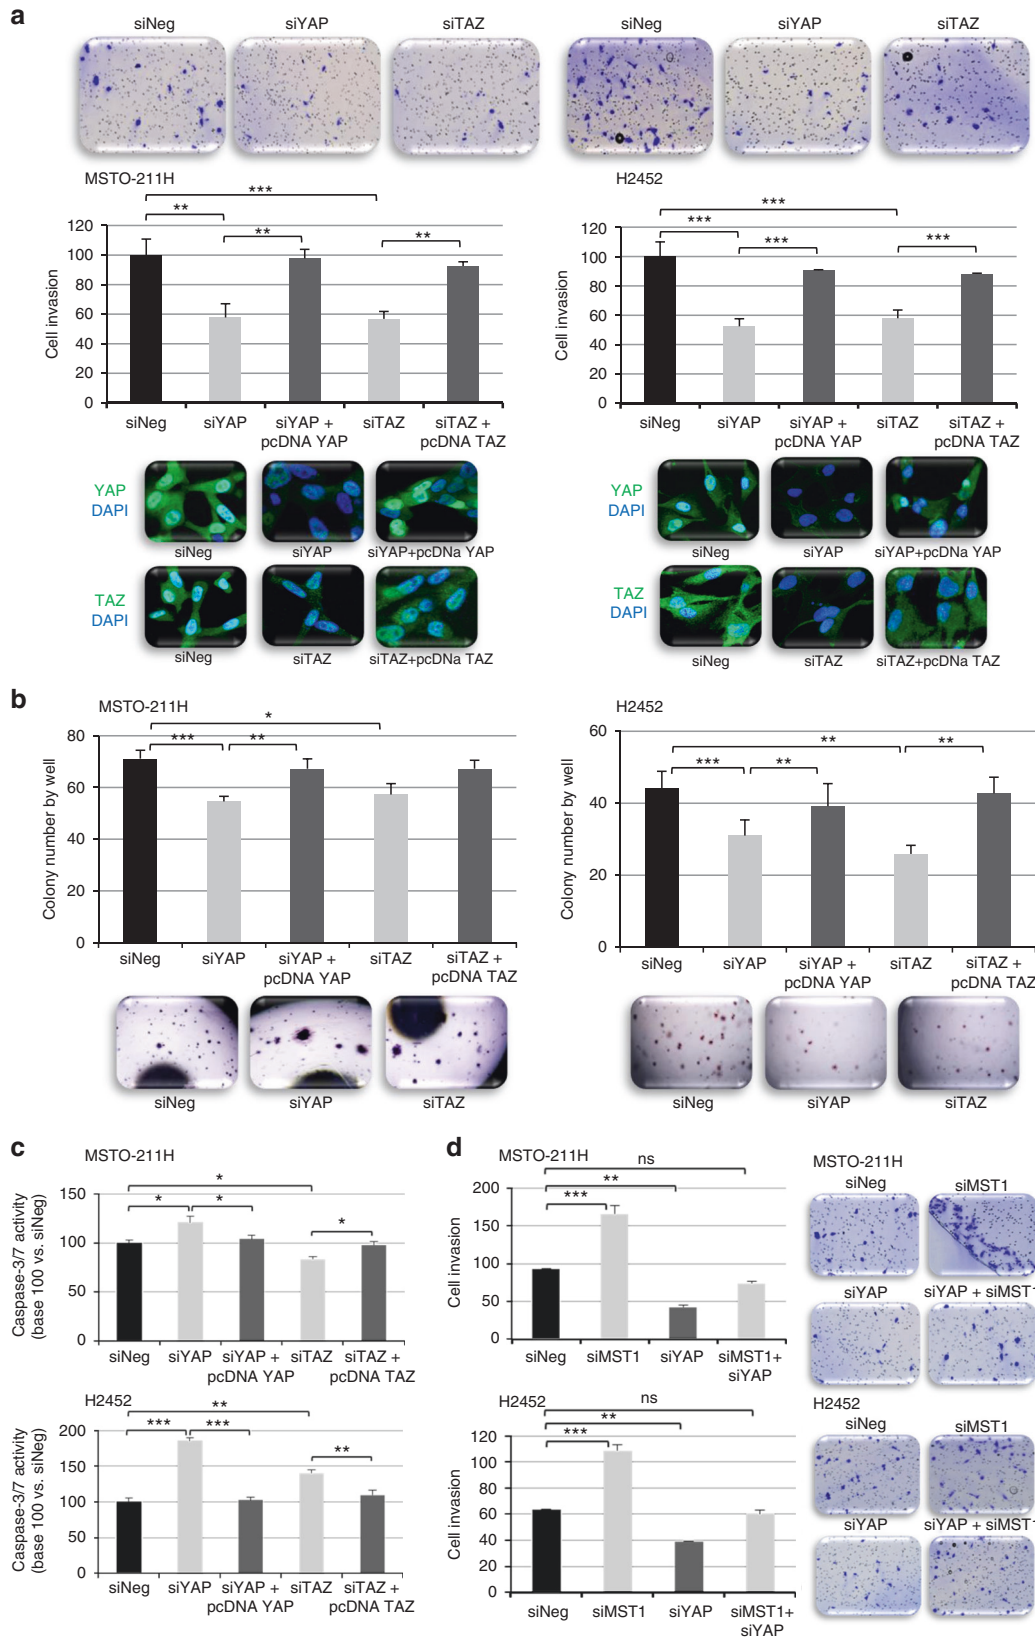 a
siNeg siYAP siTAZ siNeg siYAP siTAZ
MSTO-211H
***
**
**
**
Cell invasion
120
100
80
60
40
20
0
siNeg siYAP siYAP + pcDNA YAP siTAZ siTAZ + pcDNA TAZ
H2452
***
***
***
***
Cell invasion
120
100
80
60
40
20
0
siNeg siYAP siYAP + pcDNA YAP siTAZ siTAZ + pcDNA TAZ
YAP
DAPI
siNeg siYAP siYAP+pcDNa YAP
TAZ
DAPI
siNeg siTAZ siTAZ+pcDNa TAZ
YAP
DAPI
siNeg siYAP siYAP+pcDNa YAP
TAZ
DAPI
siNeg siTAZ siTAZ+pcDNa TAZ
b
MSTO-211H
*
***
**
Colony number by well
80
60
40
20
0
siNeg siYAP siYAP + pcDNA YAP siTAZ siTAZ + pcDNA TAZ
siNeg siYAP siTAZ
H2452
**
**
***
**
Colony number by well
60
40
20
0
siNeg siYAP siYAP + pcDNA YAP siTAZ siTAZ + pcDNA TAZ
siNeg siYAP siTAZ
c
MSTO-211H
*
*
*
*
Caspase-3/7 activity
(base 100 vs. siNeg)
150
100
50
0
siNeg siYAP siYAP + pcDNA YAP siTAZ siTAZ + pcDNA TAZ
H2452
**
***
***
**
Caspase-3/7 activity
(base 100 vs. siNeg)
200
150
100
50
0
siNeg siYAP siYAP + pcDNA YAP siTAZ siTAZ + pcDNA TAZ
d
MSTO-211H
ns
**
***
Cell invasion
200
150
100
50
0
siNeg siMST1 siYAP siMST1+ siYAP
H2452
ns
**
***
Cell invasion
120
100
80
60
40
20
0
siNeg siMST1 siYAP siMST1+ siYAP
MSTO-211H
siNeg siMST1
siYAP siYAP + siMST1
H2452
siNeg siMST1
siYAP siYAP + siMST1